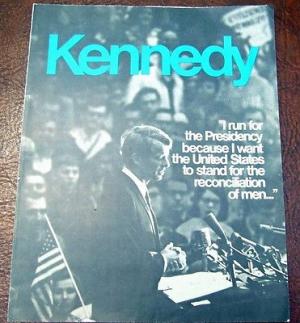 Kennedy
"I run for
the Presidency
because I want
the United States
to stand for the
reconciliation
of men..."